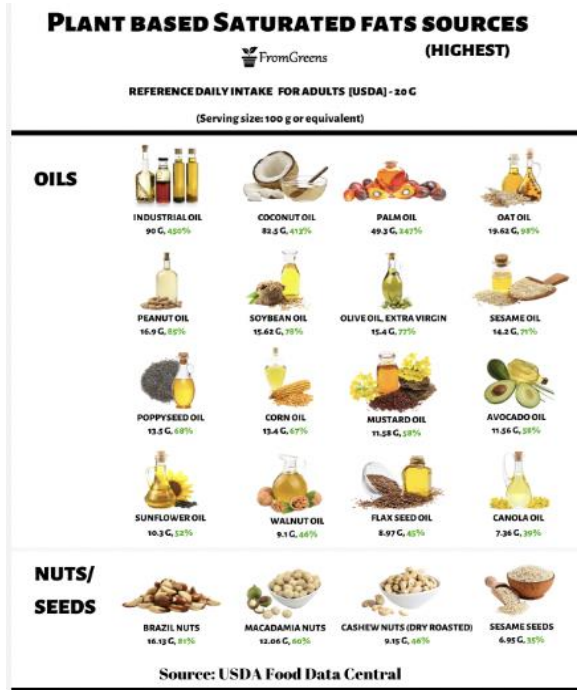 PLANT BASED SATURATED FATS SOURCES
(HIGHEST)
FromGreens
REFERENCE DAILY INTAKE FOR ADULTS [USDA] - 20 G
(Serving size: 100 g or equivalent)
OILS
INDUSTRIAL OIL
90 G, 450%
COCONUT OIL
82.5 G, 413%
PALM OIL
49.3 G, 247%
OAT OIL
19.62 G, 98%
PEANUT OIL
16.9 G, 85%
SOYBEAN OIL
15.62 G, 78%
OLIVE OIL, EXTRA VIRGIN
15.4 G, 77%
SESAME OIL
14.2 G, 71%
POPPYSEED OIL
13.5 G, 68%
CORN OIL
13.4 G, 67%
MUSTARD OIL
11.58 G, 58%
AVOCADO OIL
11.56 G, 58%
SUNFLOWER OIL
10.3 G, 52%
WALNUT OIL
9.1 G, 46%
FLAX SEED OIL
8.97 G, 45%
CANOLA OIL
7.36 G, 39%
NUTS/
SEEDS
BRAZIL NUTS
16.13 G, 81%
MACADAMIA NUTS
12.06 G, 60%
CASHEW NUTS (DRY ROASTED)
9.15 G, 46%
SESAME SEEDS
6.95 G, 35%
Source: USDA Food Data Central